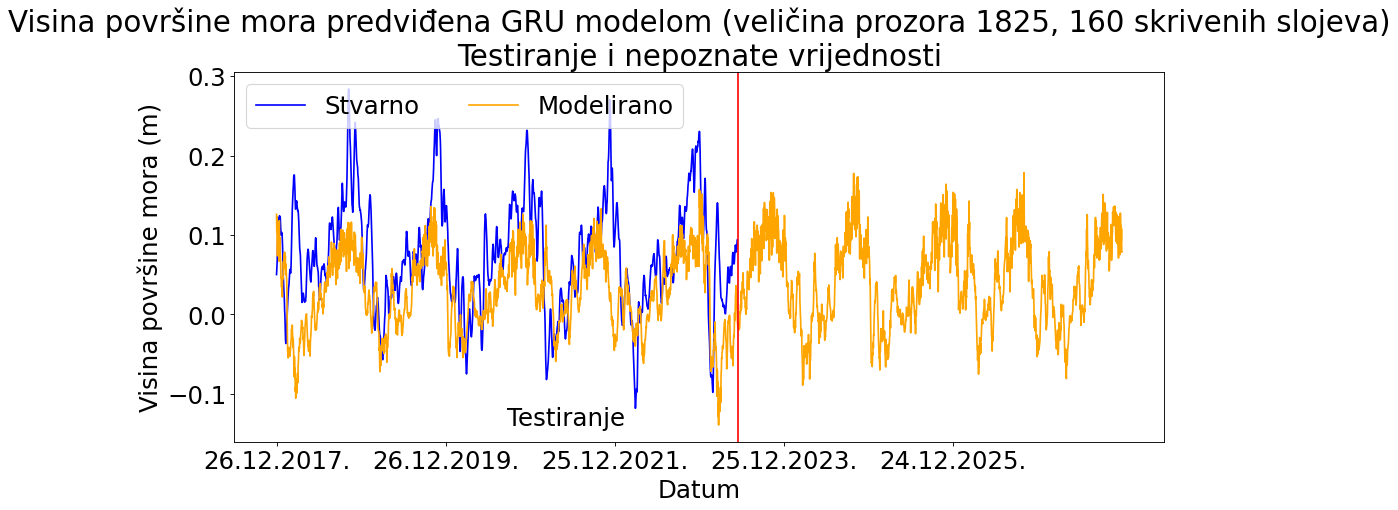 Visina površine mora predviđena GRU modelom (veličina prozora 1825, 160 skrivenih slojeva)
Testiranje i nepoznate vrijednosti
Stvarno
Modelirano
Visina površine mora (m)
0.3
0.2
0.1
0.0
−0.1
Testiranje
26.12.2017.
26.12.2019.
25.12.2021.
25.12.2023.
24.12.2025.
Datum